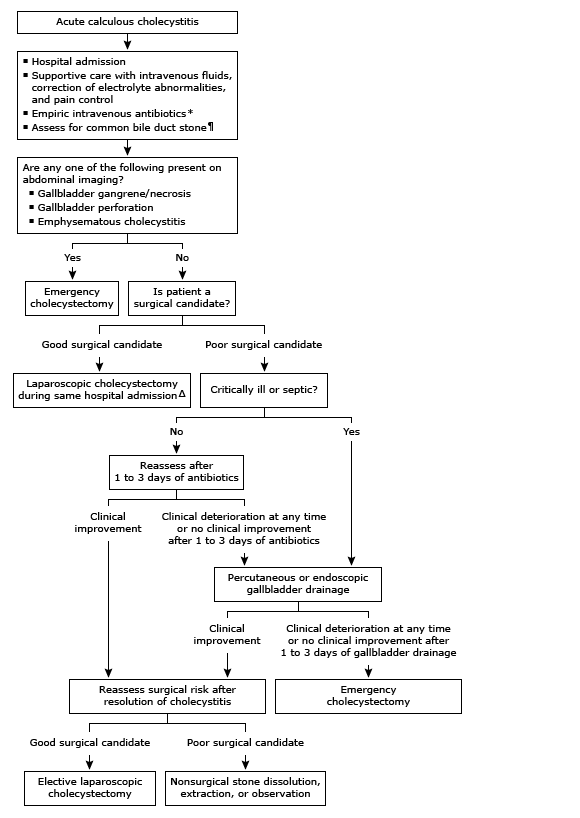 Acute calculous cholecystitis
▪ Hospital admission
▪ Supportive care with intravenous fluids,
correction of electrolyte abnormalities,
and pain control
▪ Empiric intravenous antibiotics*
▪ Assess for common bile duct stone¶
Are any one of the following present on
abdominal imaging?
▪ Gallbladder gangrene/necrosis
▪ Gallbladder perforation
▪ Emphysematous cholecystitis
Yes
No
Emergency
cholecystectomy
Is patient a
surgical candidate?
Good surgical candidate
Poor surgical candidate
Laparoscopic cholecystectomy
during same hospital admissionΔ
Critically ill or septic?
No
Yes
Reassess after
1 to 3 days of antibiotics
Clinical
improvement
Clinical deterioration at any time
or no clinical improvement
after 1 to 3 days of antibiotics
Percutaneous or endoscopic
gallbladder drainage
Clinical
improvement
Clinical deterioration at any time
or no clinical improvement after
1 to 3 days of gallbladder drainage
Reassess surgical risk after
resolution of cholecystitis
Emergency
cholecystectomy
Good surgical candidate
Poor surgical candidate
Elective laparoscopic
cholecystectomy
Nonsurgical stone dissolution,
extraction, or observation